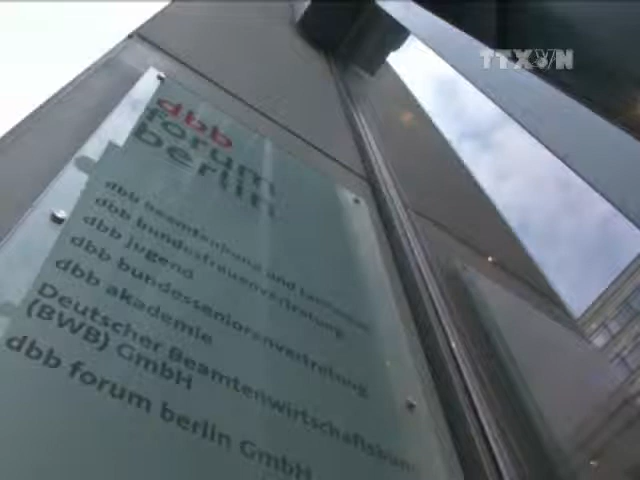 TTXVN
dbb
forum
berlin
dbb beamtenbund und tarifunion
dbb bundesfrauenvertretung
dbb jugend
dbb bundesseniorenvertretung
dbb akademie
Deutscher Beamtenwirtschaftsbun
(BWB) GmbH
dbb forum berlin GmbH